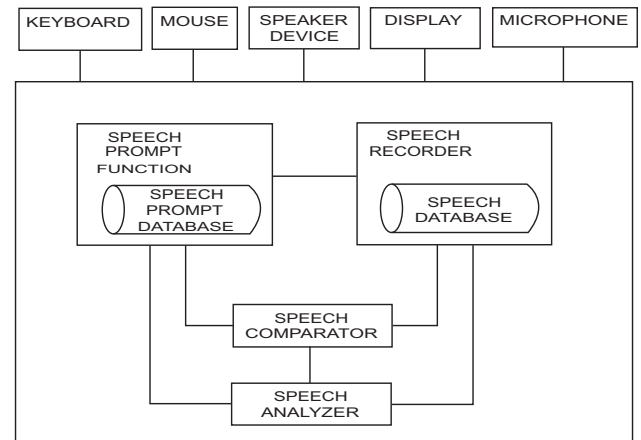 KEYBOARD
MOUSE
SPEAKER
DEVICE
DISPLAY
MICROPHONE
SPEECH
PROMPT
FUNCTION
SPEECH
PROMPT
DATABASE
SPEECH
RECORDER
SPEECH
DATABASE
SPEECH
COMPARATOR
SPEECH
ANALYZER